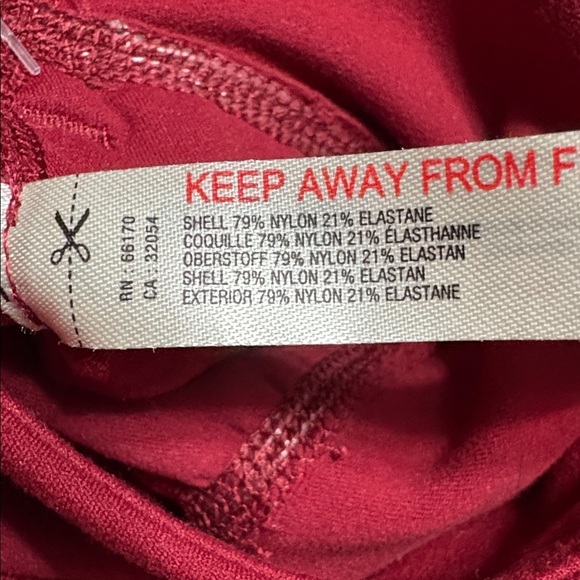 KEEP AWAY FROM F
RN : 66170
CA : 32054
SHELL 79% NYLON 21% ELASTANE
COQUILLE 79% NYLON 21% ÉLASTHANNE
OBERSTOFF 79% NYLON 21% ELASTAN
SHELL 79% NYLON 21% ELASTAN
EXTERIOR 79% NYLON 21% ELASTANE